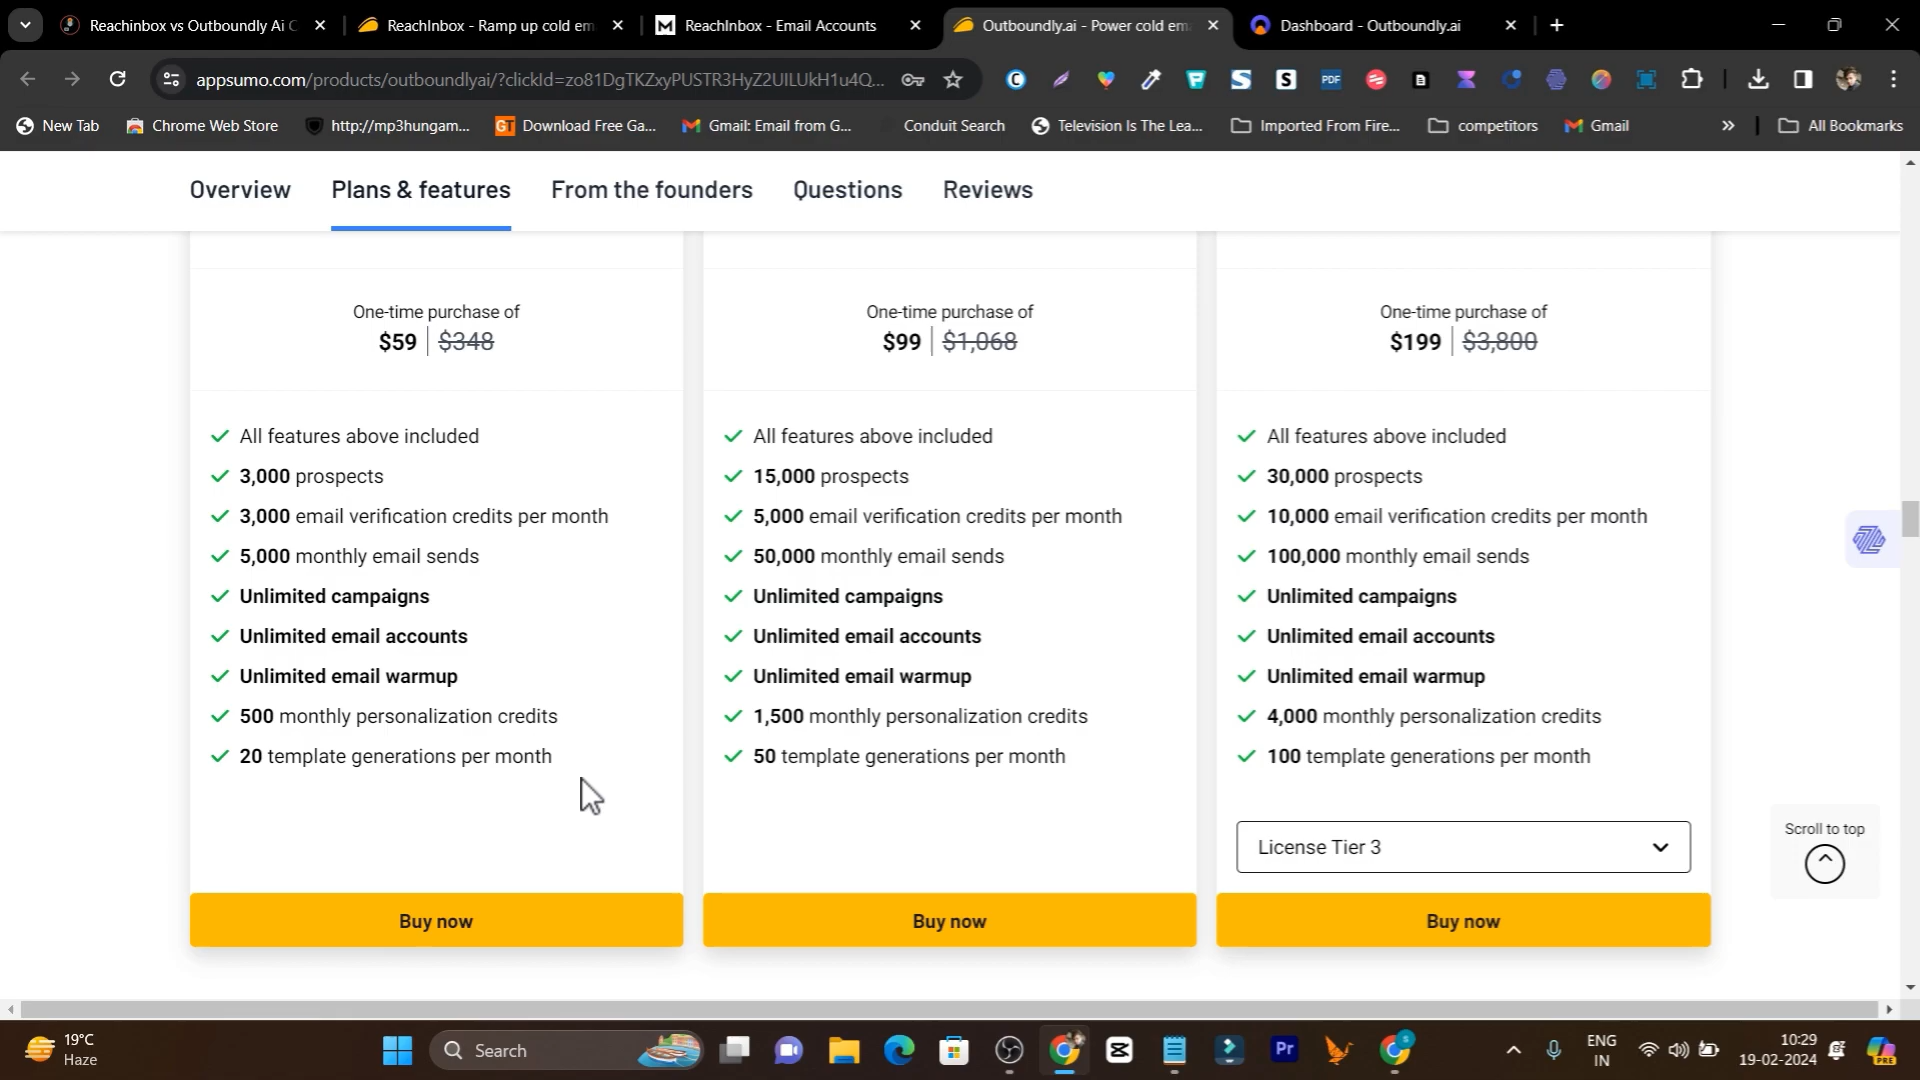 Reachinbox vs Outboundly Ai C
ReachInbox - Ramp up cold em
ReachInbox - Email Accounts
Outboundly.ai - Power cold em
Dashboard - Outboundly.ai
appsumo.com/products/outboundlyai/?clickId=zo81DgTKZxyPUSTR3HyZ2UILUkH1u4Q...
New Tab
Chrome Web Store
http://mp3hungam...
Download Free Ga...
Gmail: Email from G...
Conduit Search
Television Is The Lea...
Imported From Fire...
competitors
Gmail
All Bookmarks
Overview
Plans & features
From the founders
Questions
Reviews
One-time purchase of
$59 | $348
All features above included
3,000 prospects
3,000 email verification credits per month
5,000 monthly email sends
Unlimited campaigns
Unlimited email accounts
Unlimited email warmup
500 monthly personalization credits
20 template generations per month
Buy now
One-time purchase of
$99 | $1,068
All features above included
15,000 prospects
5,000 email verification credits per month
50,000 monthly email sends
Unlimited campaigns
Unlimited email accounts
Unlimited email warmup
1,500 monthly personalization credits
50 template generations per month
Buy now
One-time purchase of
$199 | $3,800
All features above included
30,000 prospects
10,000 email verification credits per month
100,000 monthly email sends
Unlimited campaigns
Unlimited email accounts
Unlimited email warmup
4,000 monthly personalization credits
100 template generations per month
License Tier 3
Buy now
Scroll to top
19°C
Haze
Search
Pr
ENG
IN
10:29
19-02-2024
PRE